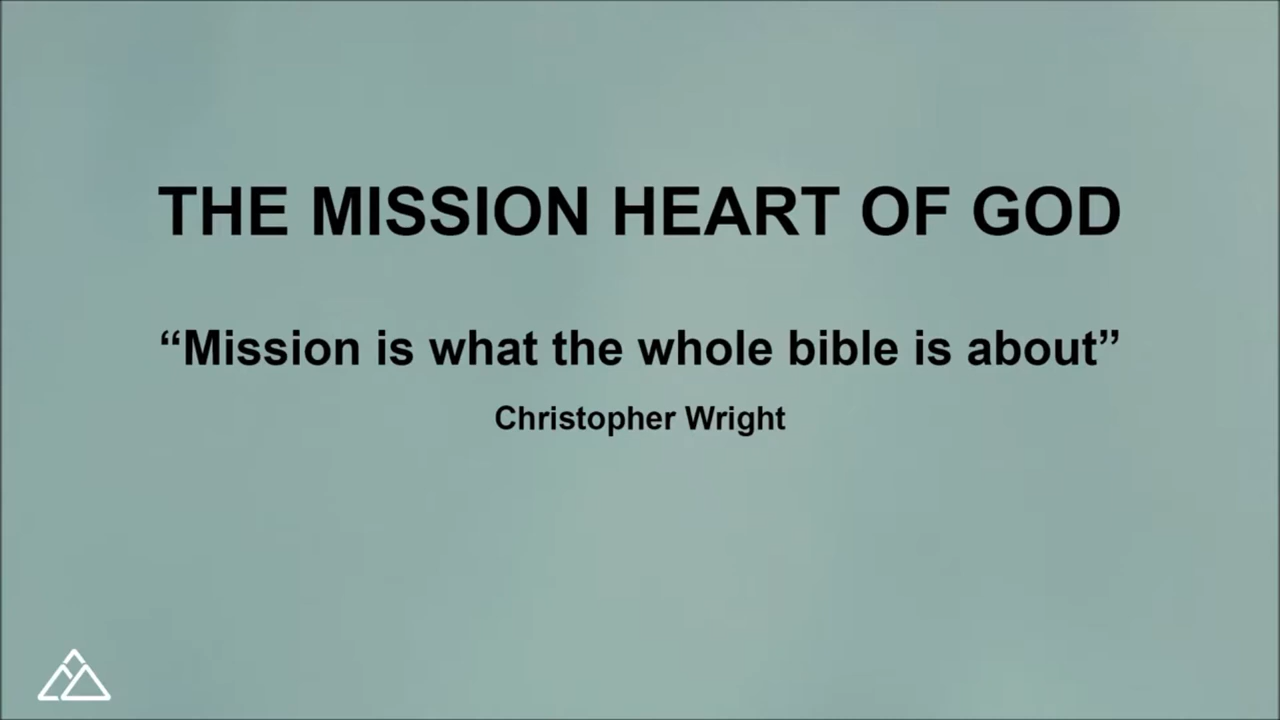 THE MISSION HEART OF GOD
“Mission is what the whole bible is about”
Christopher Wright